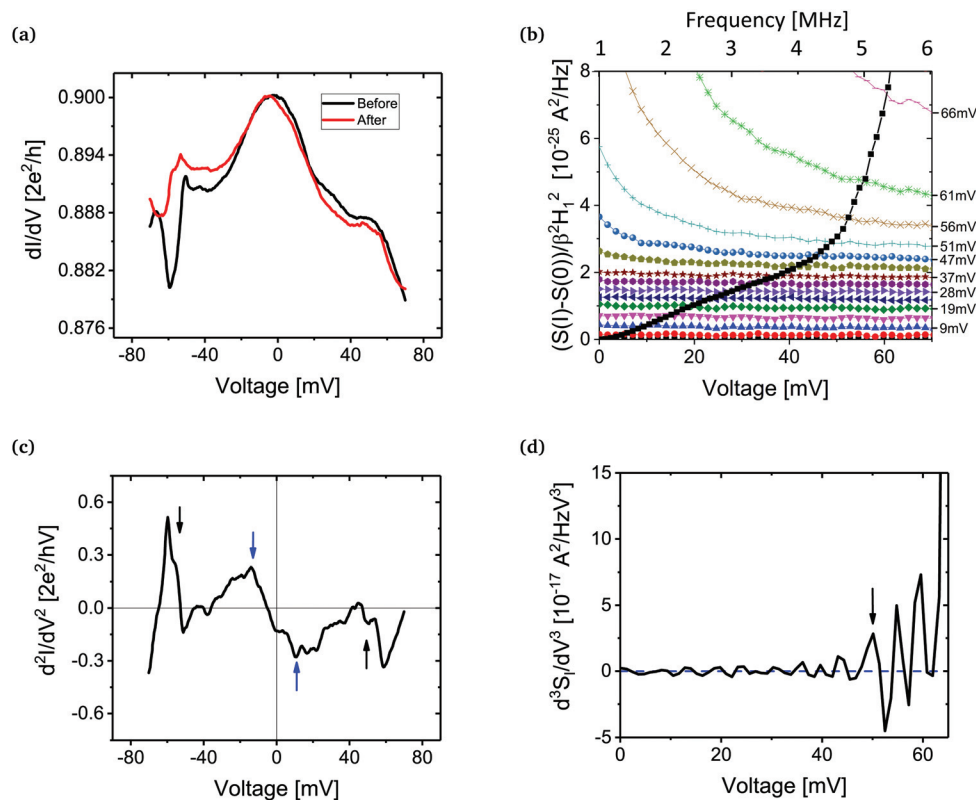 (a)
dI/dV [2e²/h]
0.900
0.894
0.888
0.882
0.876
Before
After
-80 -40 0 40 80
Voltage [mV]
(b)
Frequency [MHz]
1 2 3 4 5 6
(S(I)-S(0))/β²H₁² [10⁻²⁵ A²/Hz]
8
6
4
2
0
66mV
61mV
56mV
51mV
47mV
37mV
28mV
19mV
9mV
0 20 40 60
Voltage [mV]
(c)
d²I/dV² [2e²/hV]
0.6
0.3
0.0
-0.3
-0.6
-80 -40 0 40 80
Voltage [mV]
(d)
d³S_I/dV³ [10⁻¹⁷ A²/HzV³]
15
10
5
0
-5
0 20 40 60
Voltage [mV]